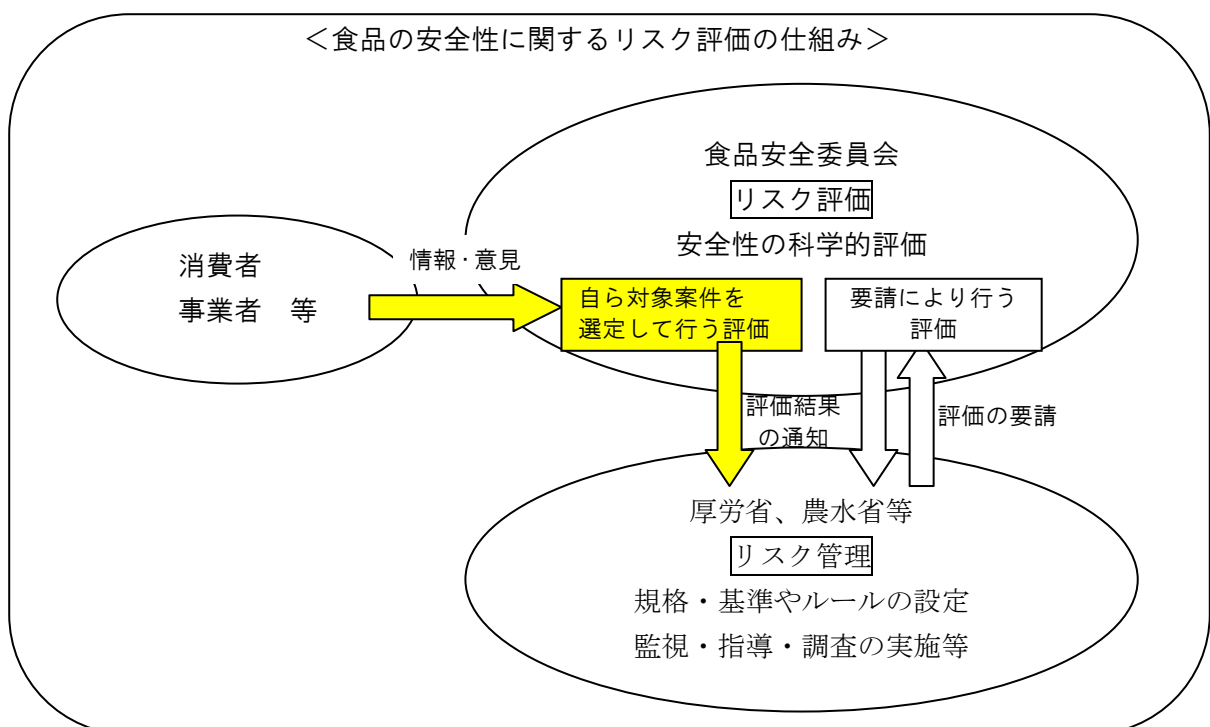 ＜食品の安全性に関するリスク評価の仕組み＞
食品安全委員会
リスク評価
安全性の科学的評価
消費者
事業者　等
情報・意見
自ら対象案件を
選定して行う評価
要請により行う
評価
評価結果
の通知
評価の要請
厚労省、農水省等
リスク管理
規格・基準やルールの設定
監視・指導・調査の実施等